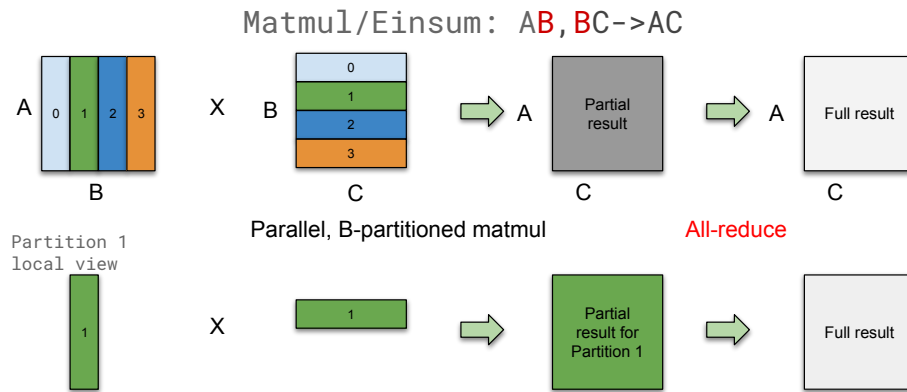 Matmul/Einsum: AB,BC->AC
A
0
1
2
3
B
X
B
0
1
2
3
C
A
Partial
result
C
A
Full result
C
Parallel, B-partitioned matmul
All-reduce
Partition 1
local view
1
X
1
Partial
result for
Partition 1
Full result